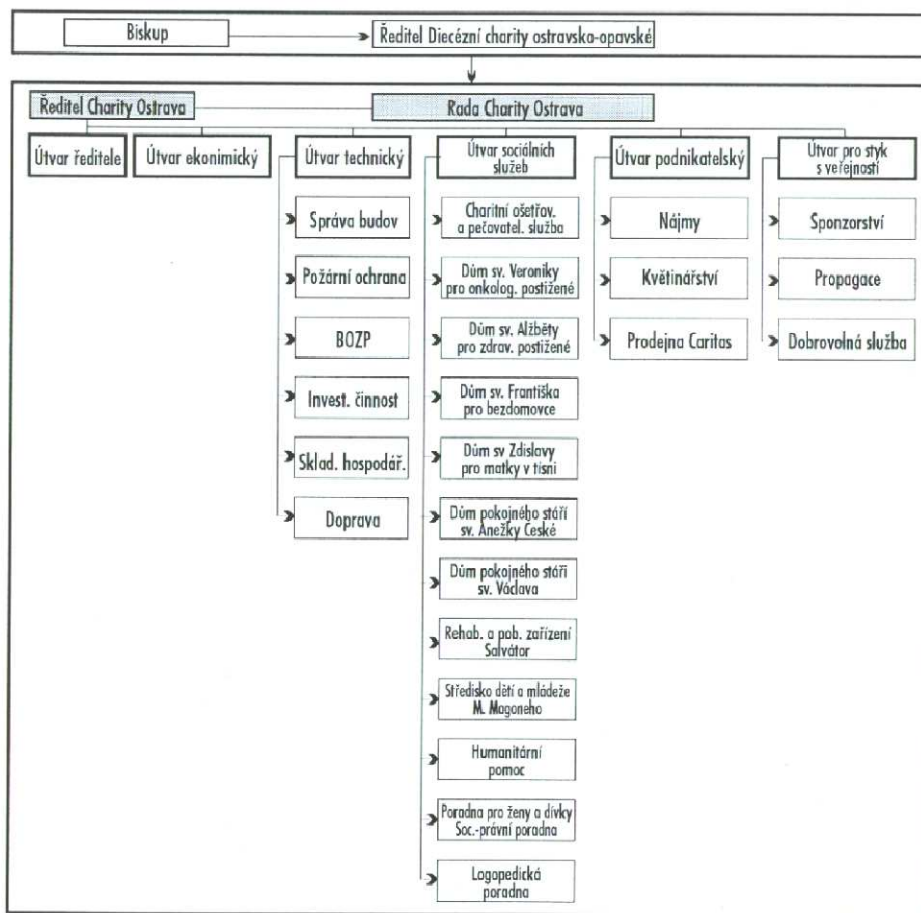 Biskup
Ředitel Diecézní charity ostravska-opavské
Ředitel Charity Ostrava
Rada Charity Ostrava
Útvar ředitele
Útvar ekonimický
Útvar technický
Správa budov
Požární ochrana
BOZP
Invest. činnost
Sklad. hospodář.
Doprava
Útvar sociálních
služeb
Charitní ošetřov.
a pečovatel. služba
Dům sv. Veroniky
pro onkolog. postižené
Dům sv. Alžběty
pro zdrav. postižené
Dům sv. Františka
pro bezdomovce
Dům sv Zdislavy
pro matky v tísni
Dům pokojného stáří
sv. Anežky České
Dům pokojného stáří
sv. Václava
Rehab. a pob. zařízení
Salvátor
Středisko dětí a mládeže
M. Magoneho
Humanitární
pomoc
Poradna pro ženy a dívky
Soc.-právní poradna
Logopedická
poradna
Útvar podnikatelský
Nájmy
Květinářství
Prodejna Caritas
Útvar pro styk
s veřejností
Sponzorství
Propagace
Dobrovolná služba